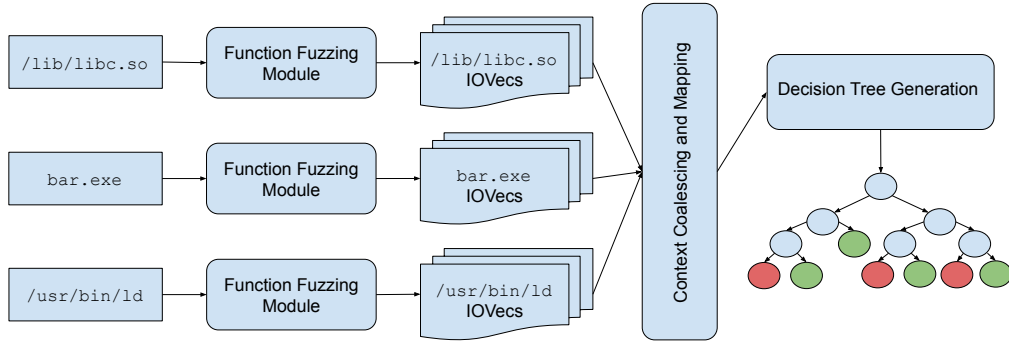 /lib/libc.so
Function Fuzzing
Module
/lib/libc.so
IOVecs
bar.exe
Function Fuzzing
Module
bar.exe
IOVecs
/usr/bin/ld
Function Fuzzing
Module
/usr/bin/ld
IOVecs
Context Coalescing and Mapping
Decision Tree Generation